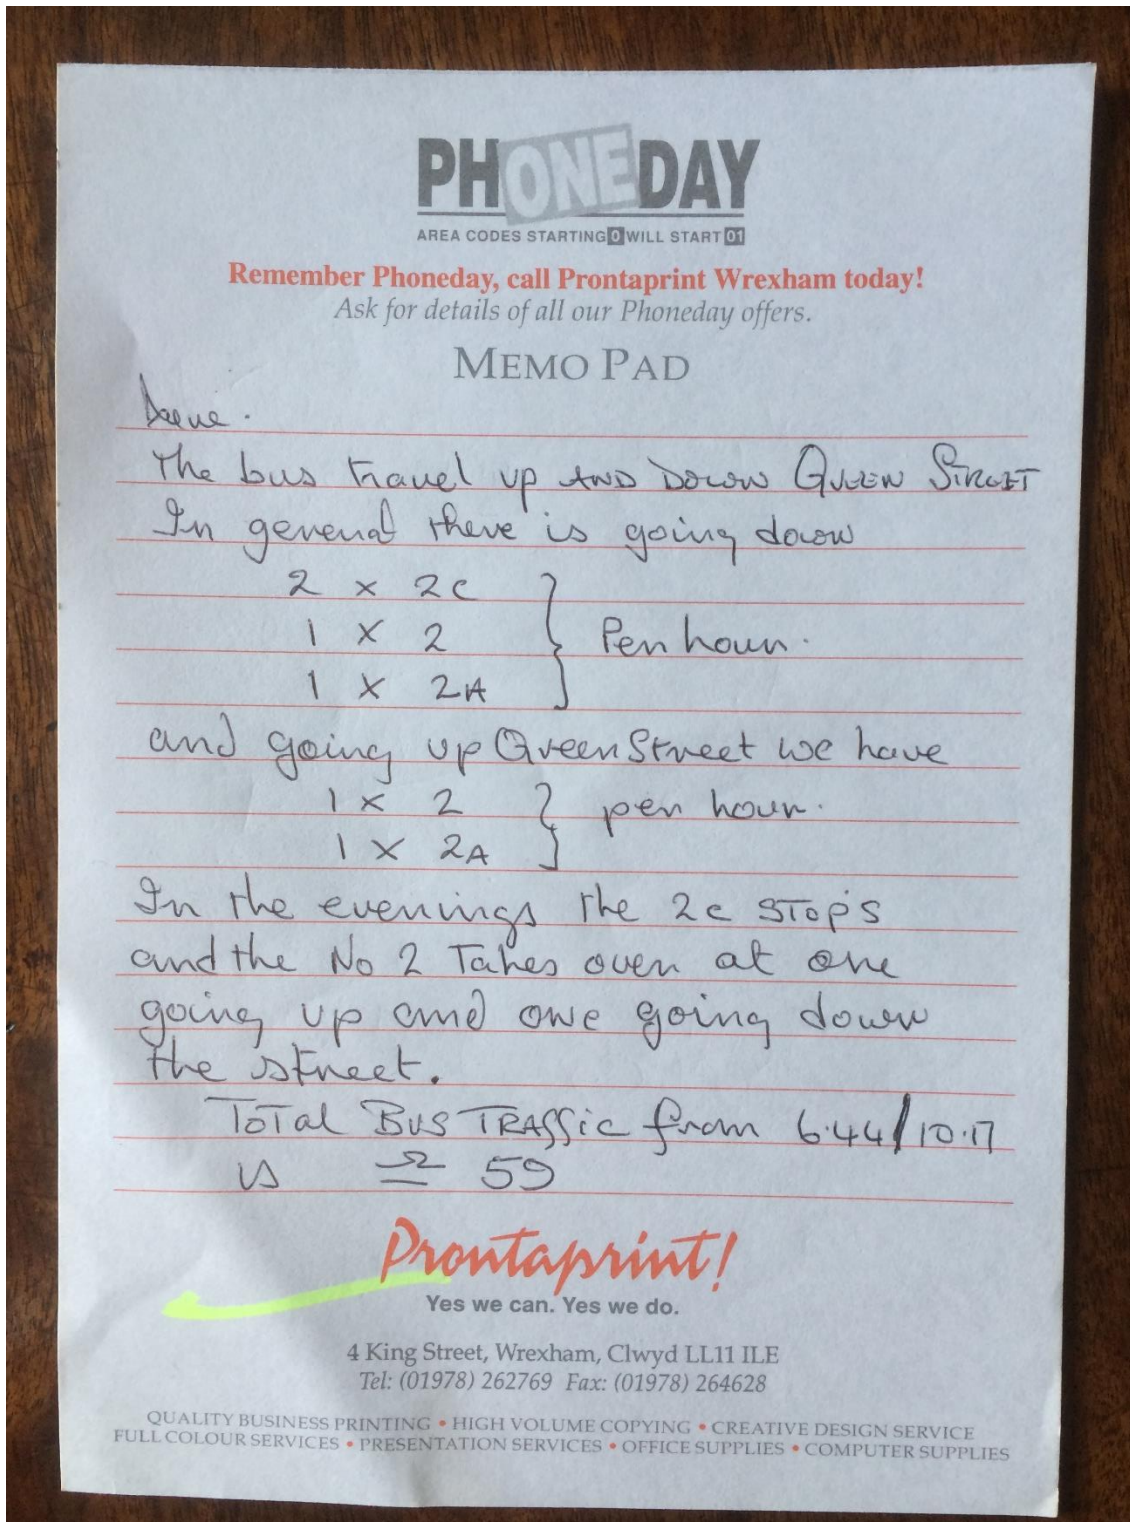 PHONEDAY
AREA CODES STARTING 0 WILL START 01
Remember Phoneday, call Prontaprint Wrexham today!
Ask for details of all our Phoneday offers.
MEMO PAD
The bus travel up AND DOWN QUEEN STREET
In general there is going down
2 x 2c
1 x 2 } Per hour.
1 x 2A
and going up Queen Street we have
1 x 2 } per hour.
1 x 2A
In the evenings the 2c STop's
and the No 2 Takes over at one
going up and one going down
the street.
ToTal BUS TRAffic from 6.44/10.17
is ≏ 59
Prontaprint!
Yes we can. Yes we do.
4 King Street, Wrexham, Clwyd LL11 1LE
Tel: (01978) 262769 Fax: (01978) 264628
QUALITY BUSINESS PRINTING • HIGH VOLUME COPYING • CREATIVE DESIGN SERVICE
FULL COLOUR SERVICES • PRESENTATION SERVICES • OFFICE SUPPLIES • COMPUTER SUPPLIES